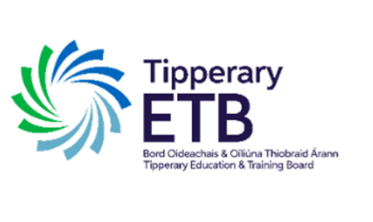 Tipperary
ETB
Bord Oideachais & Oiliúna Thiobraid Árann
Tipperary Education & Training Board